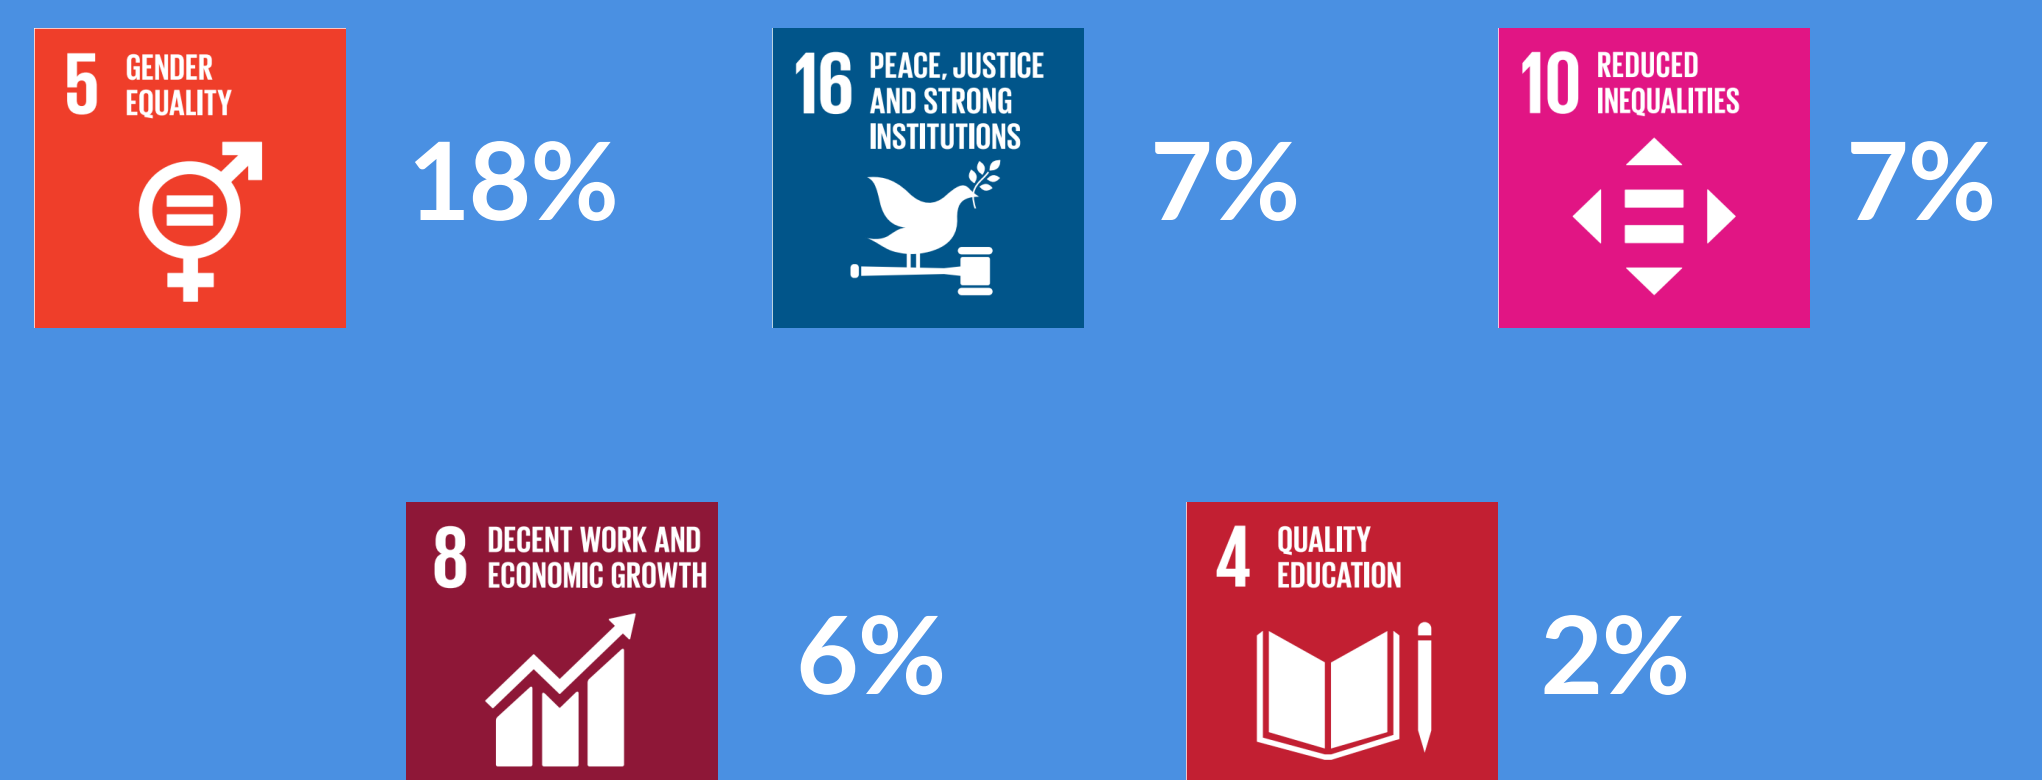 5 GENDER
EQUALITY
18%
16 PEACE, JUSTICE
AND STRONG
INSTITUTIONS
7%
10 REDUCED
INEQUALITIES
7%
8 DECENT WORK AND
ECONOMIC GROWTH
6%
4 QUALITY
EDUCATION
2%